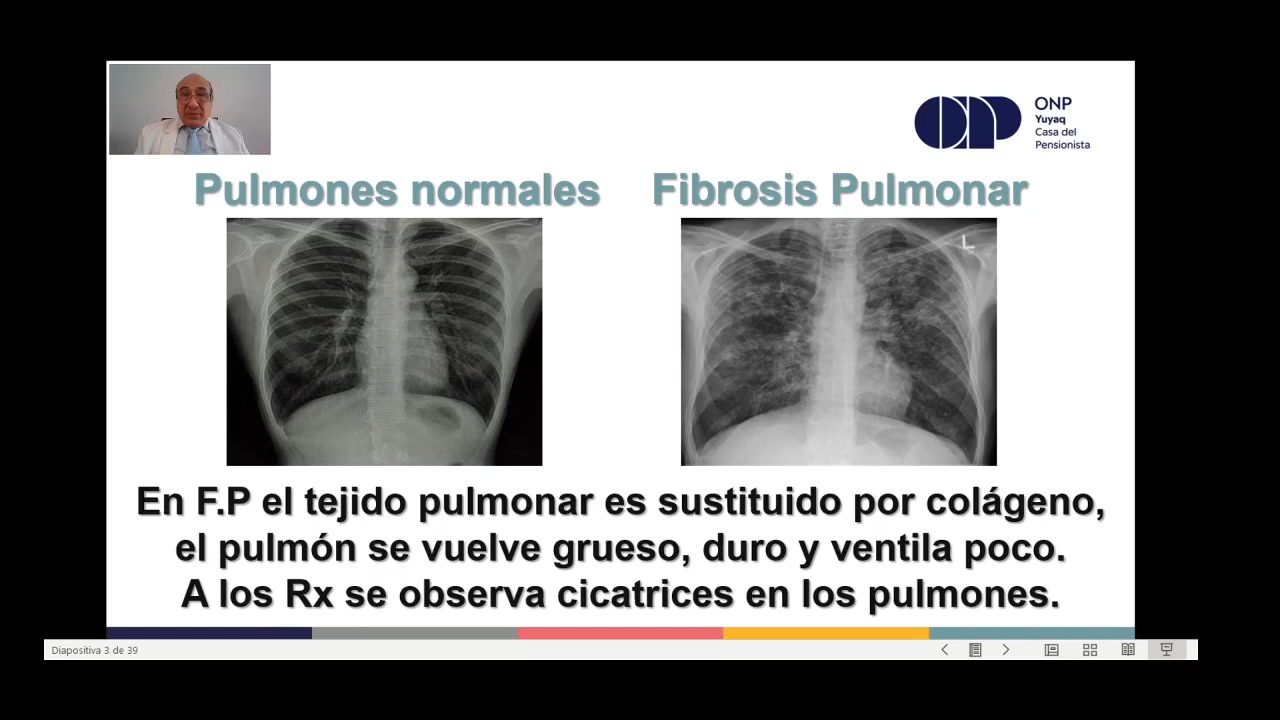 ONP
Yuyaq
Casa del
Pensionista
Pulmones normales
Fibrosis Pulmonar
L
En F.P el tejido pulmonar es sustituido por colágeno,
el pulmón se vuelve grueso, duro y ventila poco.
A los Rx se observa cicatrices en los pulmones.
Diapositiva 3 de 39